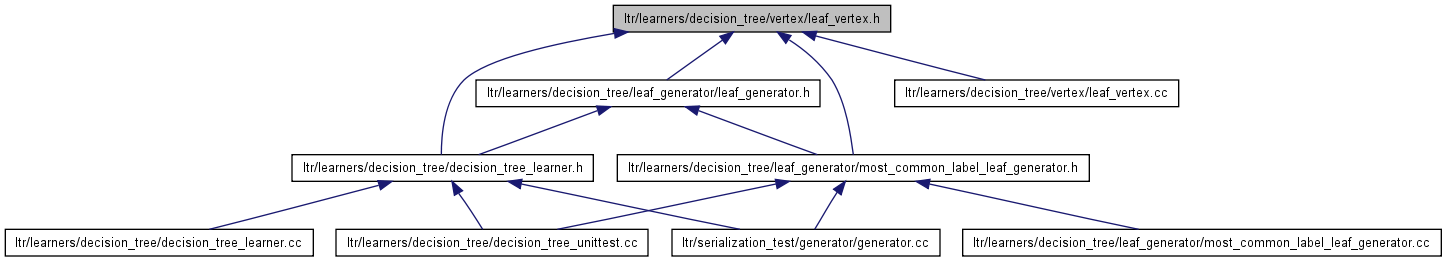 ltr/learners/decision_tree/vertex/leaf_vertex.h
ltr/learners/decision_tree/leaf_generator/leaf_generator.h
ltr/learners/decision_tree/vertex/leaf_vertex.cc
ltr/learners/decision_tree/decision_tree_learner.h
ltr/learners/decision_tree/leaf_generator/most_common_label_leaf_generator.h
ltr/learners/decision_tree/decision_tree_learner.cc
ltr/learners/decision_tree/decision_tree_unittest.cc
ltr/serialization_test/generator/generator.cc
ltr/learners/decision_tree/leaf_generator/most_common_label_leaf_generator.cc